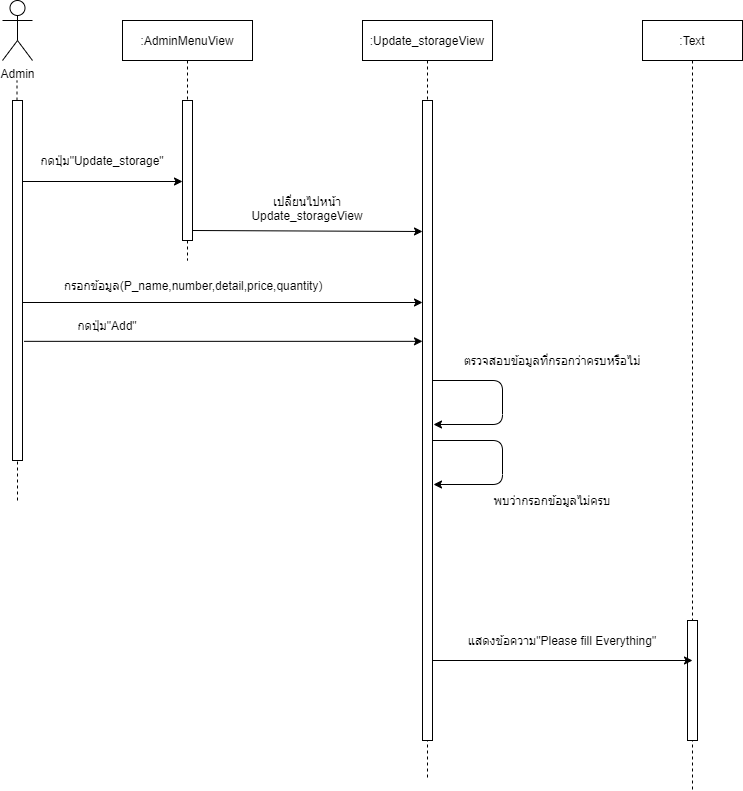 :AdminMenuView
:Update_storageView
:Text
Admin
กดปุ่ม"Update_storage"
เปลี่ยนไปหน้า
Update_storageView
กรอกข้อมูล(P_name,number,detail,price,quantity)
กดปุ่ม"Add"
ตรวจสอบข้อมูลที่กรอกว่าครบหรือไม่
พบว่ากรอกข้อมูลไม่ครบ
แสดงข้อความ"Please fill Everything"